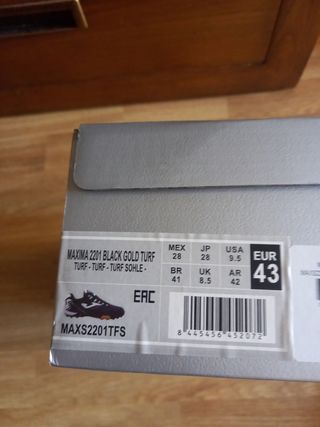 MAXIMA 2201 BLACK GOLD TURF
TURF - TURF - TURF SOHLE -
MEX 28
JP 28
USA 9.5
BR 41
UK 8.5
AR 42
EUR 43
EAC
MAXS2201TFS
8 445456 452072